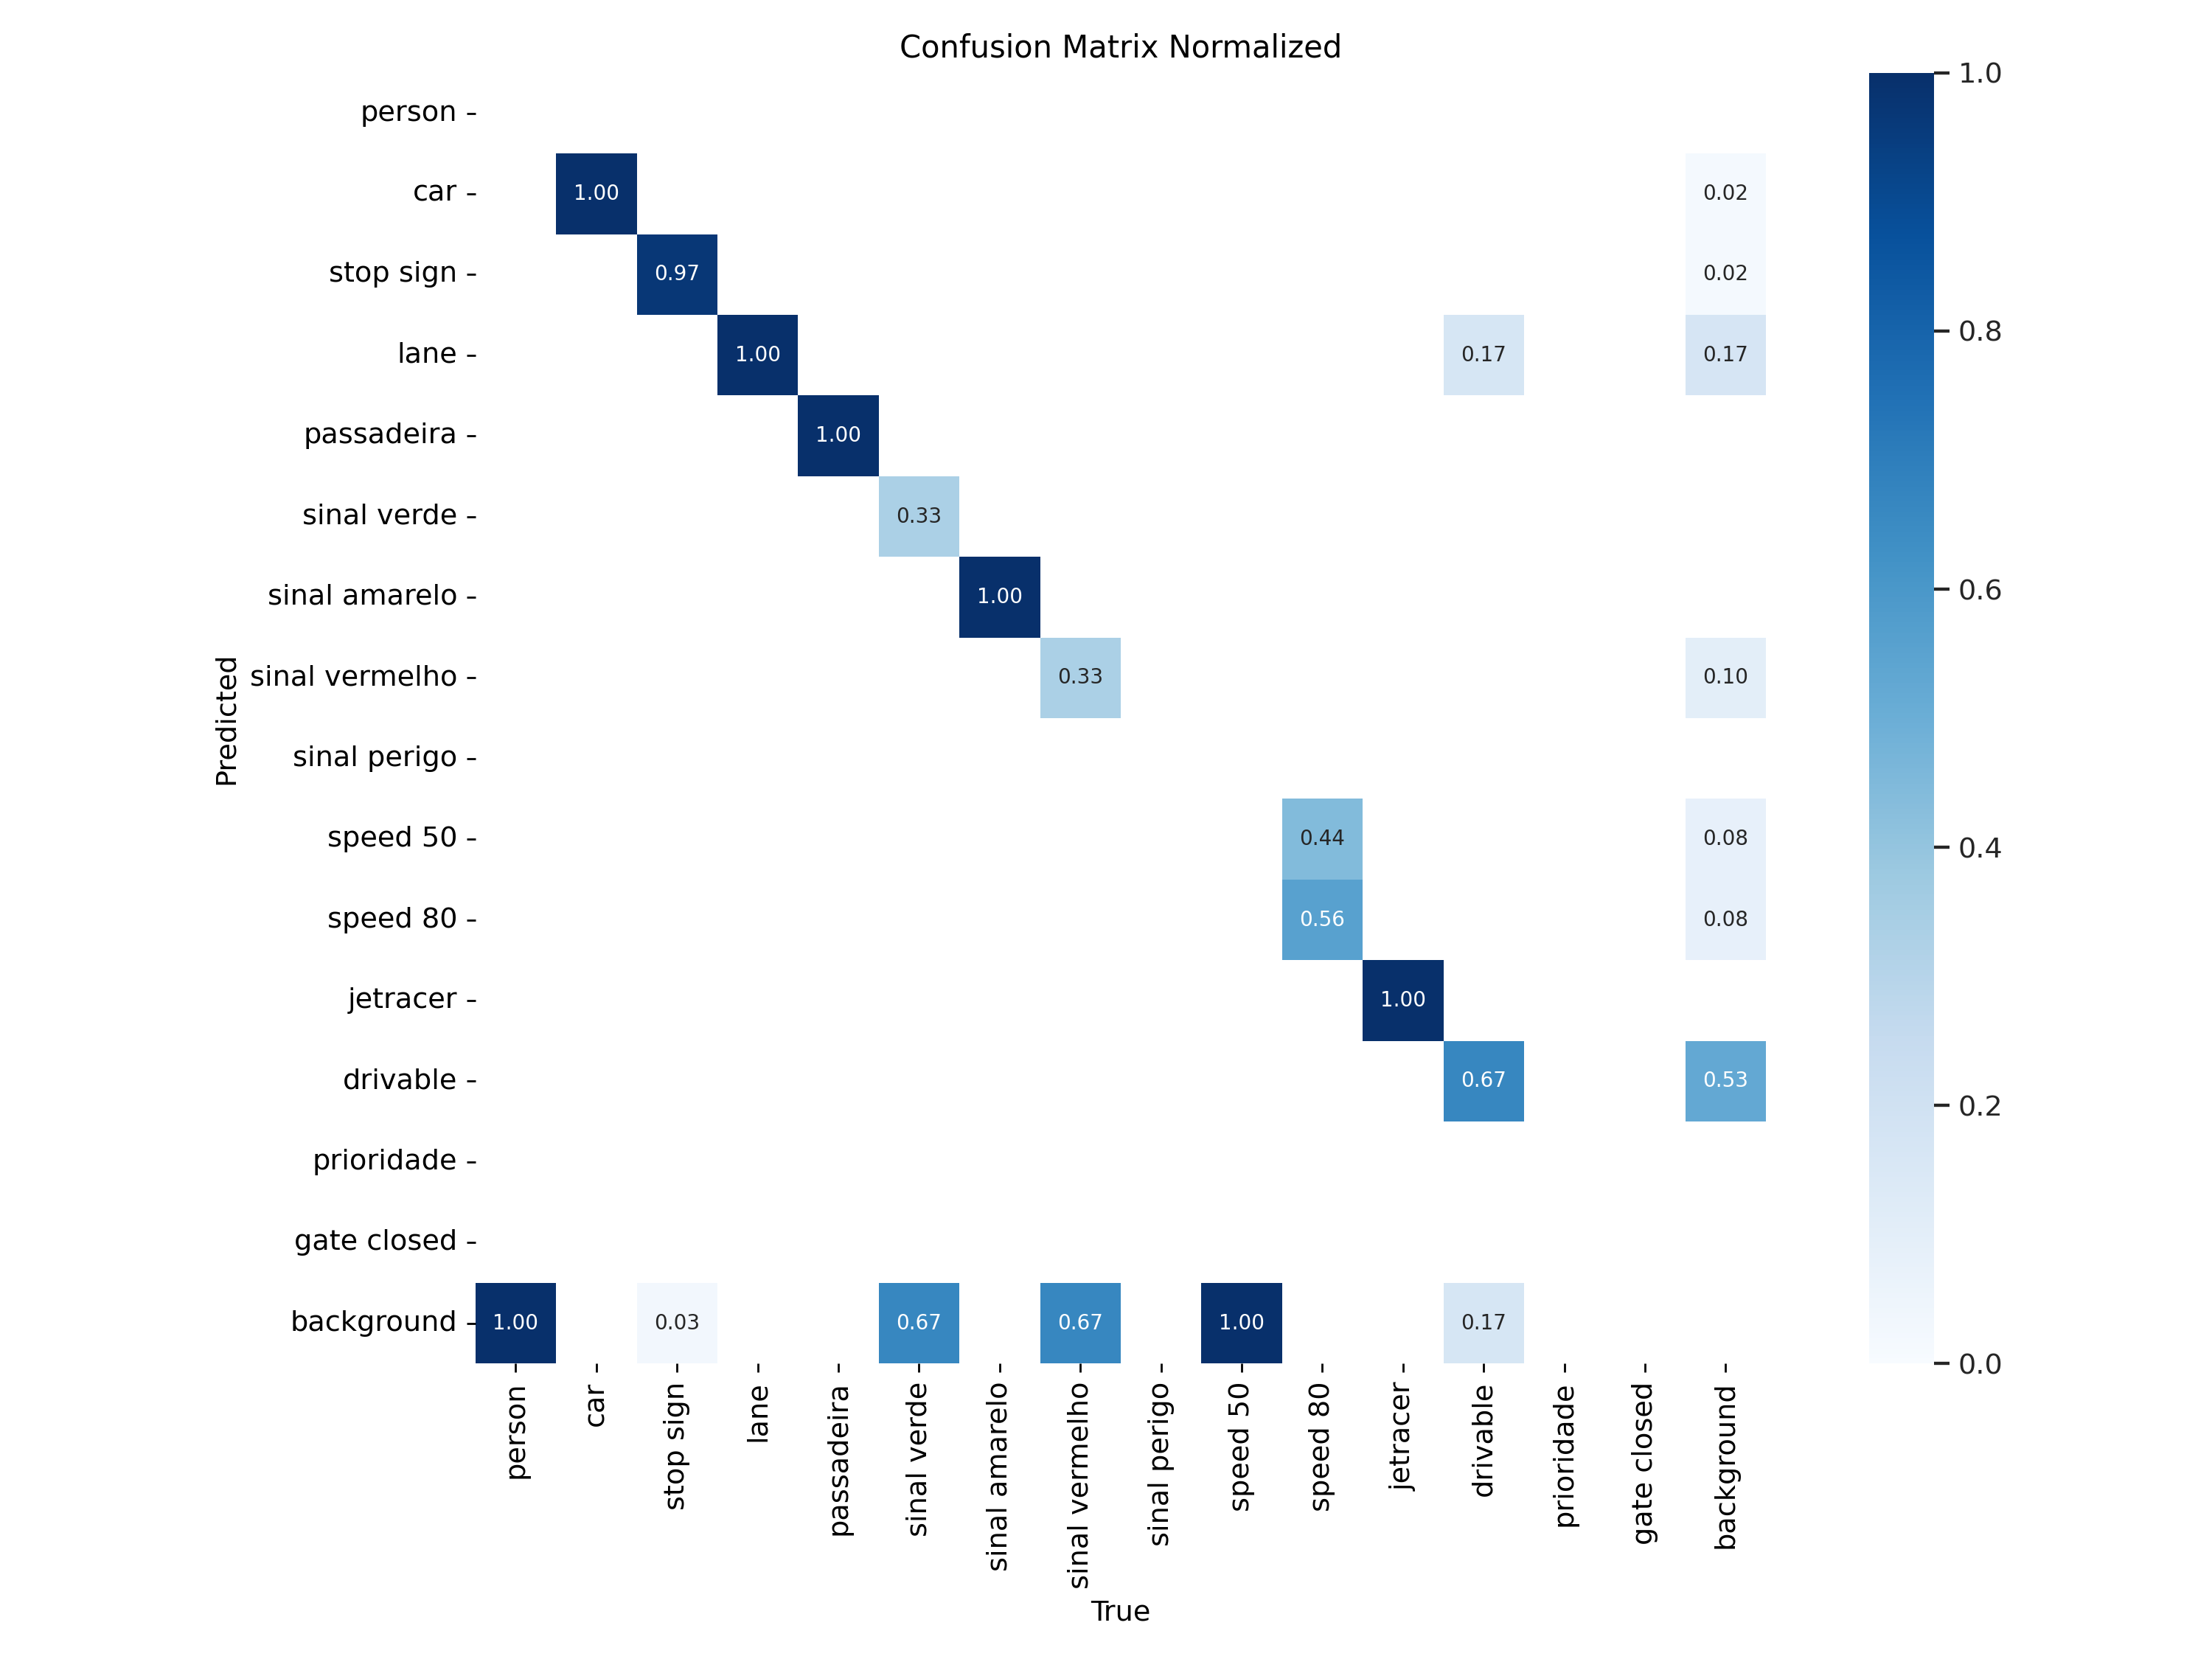 Confusion Matrix Normalized
person
car
1.00
0.02
stop sign
0.97
0.02
lane
1.00
0.17
0.17
passadeira
1.00
sinal verde
0.33
sinal amarelo
1.00
sinal vermelho
0.33
0.10
sinal perigo
speed 50
0.44
0.08
speed 80
0.56
0.08
jetracer
1.00
drivable
0.67
0.53
prioridade
gate closed
background
1.00
0.03
0.67
0.67
1.00
0.17
Predicted
person
car
stop sign
lane
passadeira
sinal verde
sinal amarelo
sinal vermelho
sinal perigo
speed 50
speed 80
jetracer
drivable
prioridade
gate closed
background
True
1.0
0.8
0.6
0.4
0.2
0.0